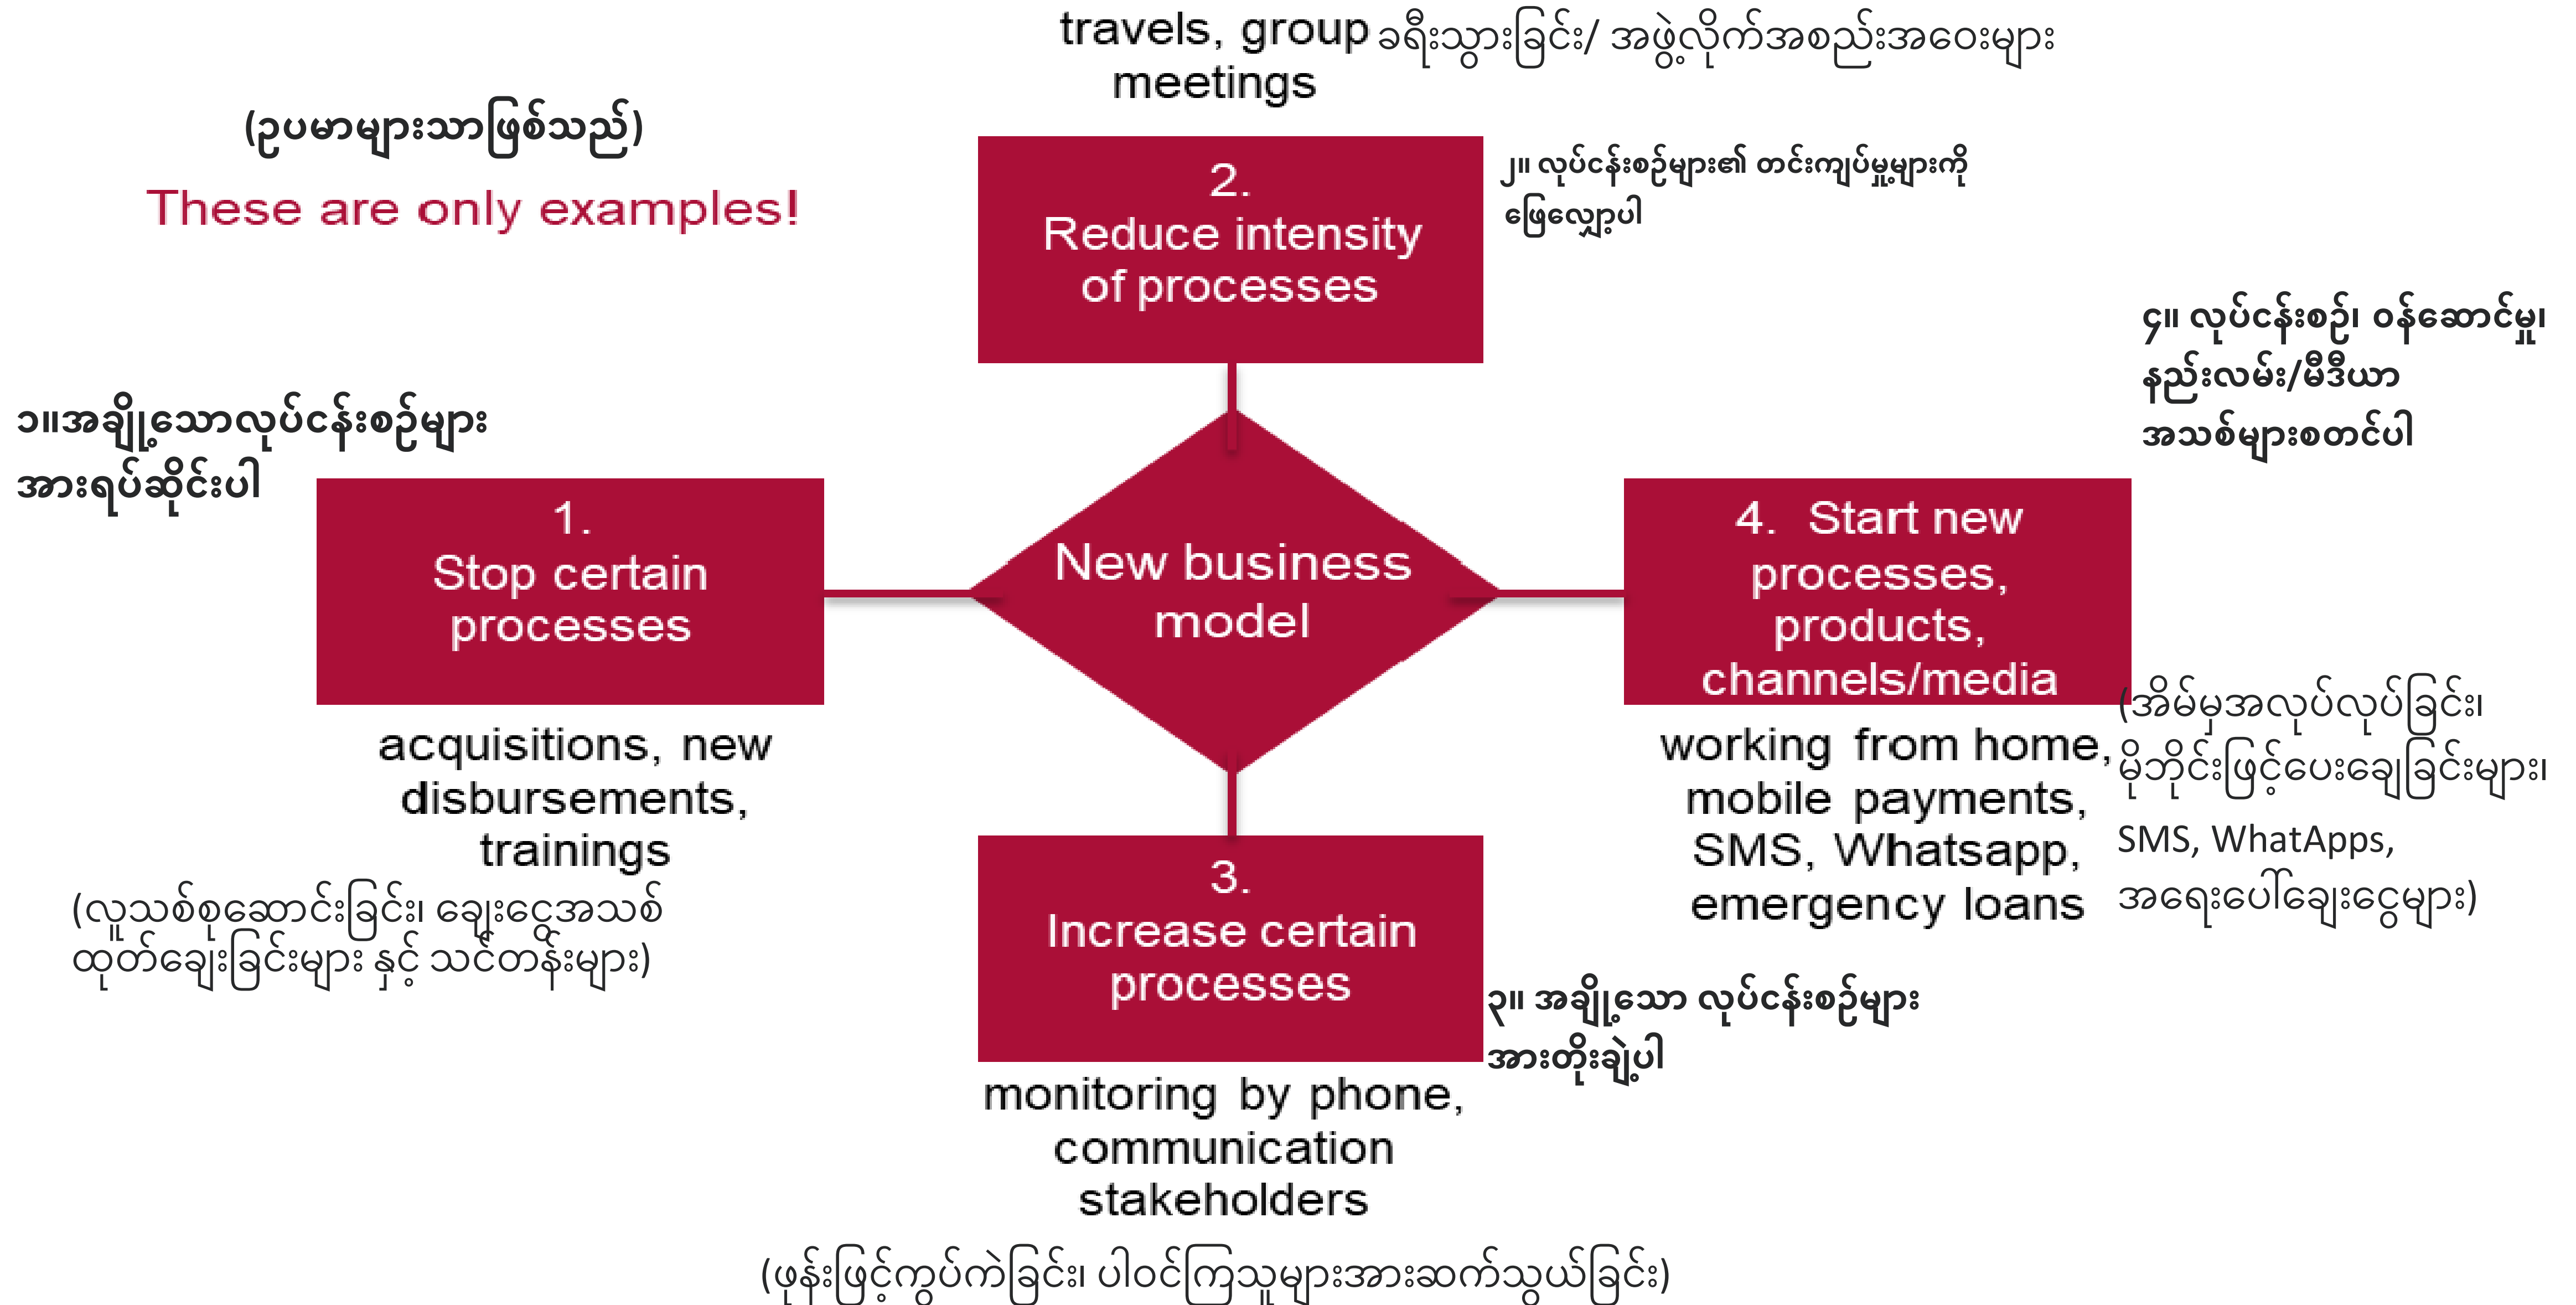 travels, group
meetings
ခရီးသွားခြင်း/ အဖွဲ့လိုက်အစည်းအဝေးများ
(ဥပမာများသာဖြစ်သည်)
These are only examples!
2.
Reduce intensity
of processes
၂။ လုပ်ငန်းစဉ်များ၏ တင်းကျပ်မှု့များကို
ဖြေလျှော့ပါ
၄။ လုပ်ငန်းစဉ်၊ ဝန်ဆောင်မှု၊
နည်းလမ်း/မီဒီယာ
အသစ်များစတင်ပါ
၁။အချို့သောလုပ်ငန်းစဉ်များ
အားရပ်ဆိုင်းပါ
1.
Stop certain
processes
New business
model
4. Start new
processes,
products,
channels/media
acquisitions, new
disbursements,
trainings
(လူသစ်စုဆောင်းခြင်း၊ ချေးငွေအသစ်
ထုတ်ချေးခြင်းများ နှင့် သင်တန်းများ)
working from home,
mobile payments,
SMS, Whatsapp,
emergency loans
(အိမ်မှအလုပ်လုပ်ခြင်း၊
မိုဘိုင်းဖြင့်ပေးချေခြင်းများ၊
SMS, WhatApps,
အရေးပေါ်ချေးငွေများ)
3.
Increase certain
processes
၃။ အချို့သော လုပ်ငန်းစဉ်များ
အားတိုးချဲ့ပါ
monitoring by phone,
communication
stakeholders
(ဖုန်းဖြင့်ကွပ်ကဲခြင်း၊ ပါဝင်ကြသူများအားဆက်သွယ်ခြင်း)